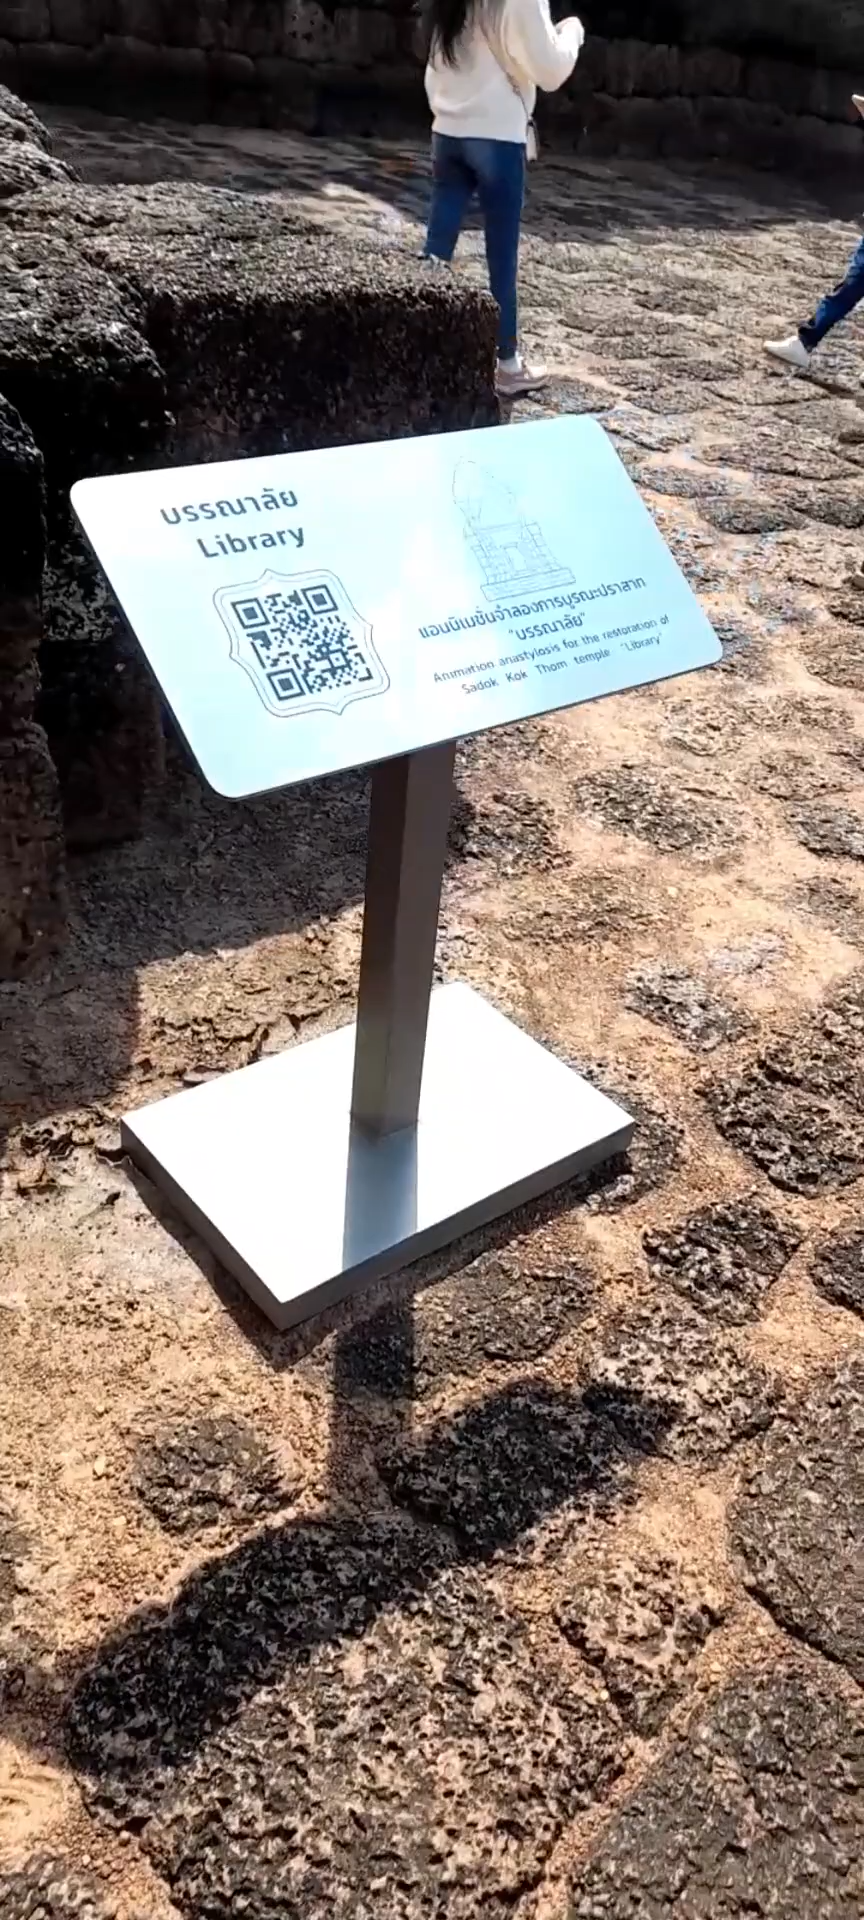 บรรณาลัย
Library
แอนนิเมชั่นจำลองการบูรณะปราสาท
"บรรณาลัย"
Animation anastylosis for the restoration of
Sadok Kok Thom temple "Library"